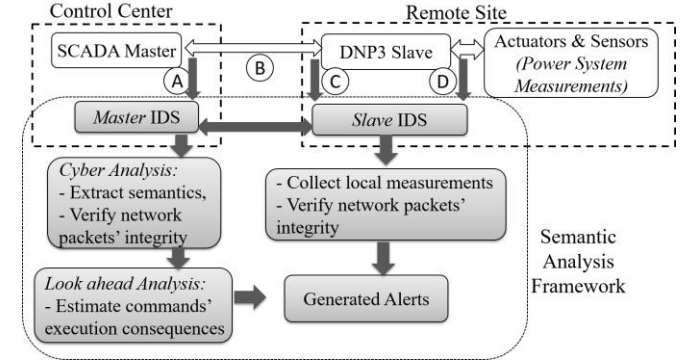 Control Center
Remote Site
SCADA Master
DNP3 Slave
Actuators & Sensors
(Power System
Measurements)
A
B
C
D
Master IDS
Slave IDS
Cyber Analysis:
- Extract semantics,
- Verify network
packets' integrity
- Collect local measurements
- Verify network packets'
integrity
Look ahead Analysis:
- Estimate commands'
execution consequences
Generated Alerts
Semantic
Analysis
Framework